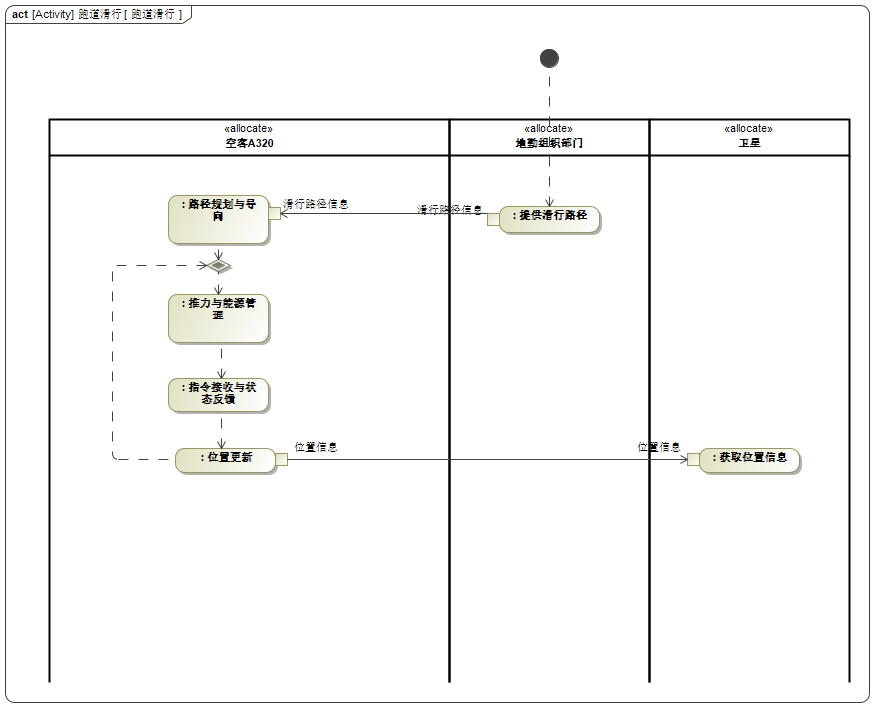 act [Activity] 跑道滑行 [ 跑道滑行 ]
«allocate»
空客A320
«allocate»
地勤组织部门
«allocate»
卫星
: 路径规划与导
向
滑行路径信息
滑行路径信息
: 提供滑行路径
: 推力与能源管
理
: 指令接收与状
态反馈
: 位置更新
位置信息
位置信息
: 获取位置信息